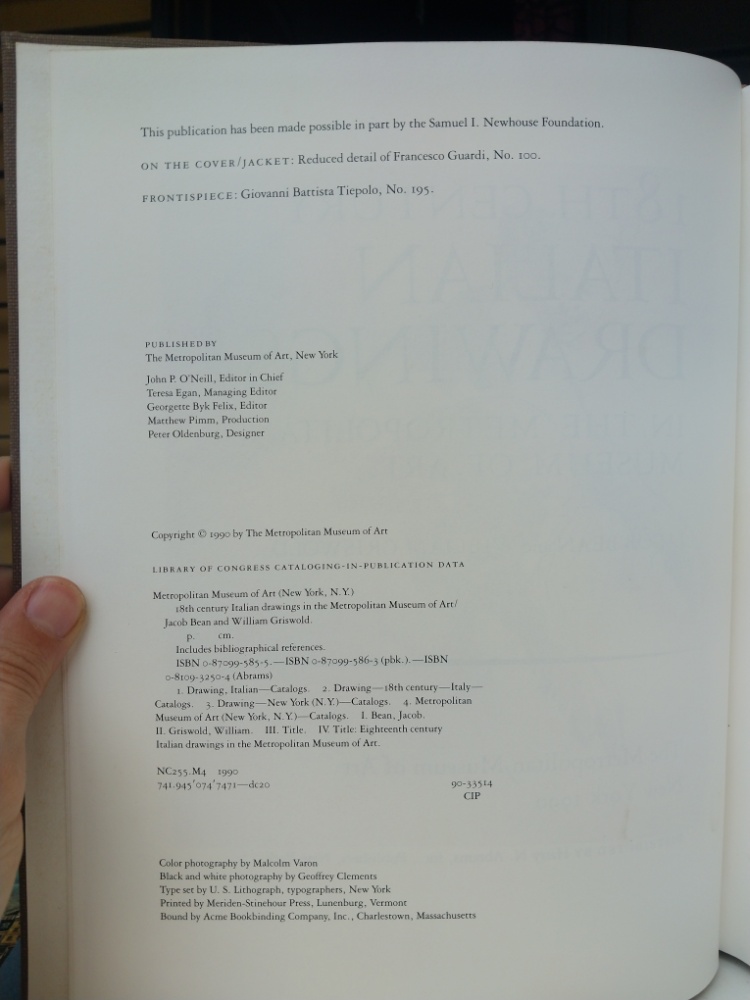 This publication has been made possible in part by the Samuel I. Newhouse Foundation.
ON THE COVER/JACKET: Reduced detail of Francesco Guardi, No. 100.
FRONTISPIECE: Giovanni Battista Tiepolo, No. 195.
PUBLISHED BY
The Metropolitan Museum of Art, New York
John P. O'Neill, Editor in Chief
Teresa Egan, Managing Editor
Georgette Byk Felix, Editor
Matthew Pimm, Production
Peter Oldenburg, Designer
Copyright © 1990 by The Metropolitan Museum of Art
LIBRARY OF CONGRESS CATALOGING-IN-PUBLICATION DATA
Metropolitan Museum of Art (New York, N.Y.)
18th century Italian drawings in the Metropolitan Museum of Art/
Jacob Bean and William Griswold.
p. cm.
Includes bibliographical references.
ISBN 0-87099-585-5.—ISBN 0-87099-586-3 (pbk.).—ISBN
0-8109-3250-4 (Abrams)
1. Drawing, Italian—Catalogs. 2. Drawing—18th century—Italy—
Catalogs. 3. Drawing—New York (N.Y.)—Catalogs. 4. Metropolitan
Museum of Art (New York, N.Y.)—Catalogs. I. Bean, Jacob.
II. Griswold, William. III. Title. IV. Title: Eighteenth century
Italian drawings in the Metropolitan Museum of Art.
NC255.M4 1990
741.945'074'7471—dc20 90-33514
CIP
Color photography by Malcolm Varon
Black and white photography by Geoffrey Clements
Type set by U. S. Lithograph, typographers, New York
Printed by Meriden-Stinehour Press, Lunenburg, Vermont
Bound by Acme Bookbinding Company, Inc., Charlestown, Massachusetts